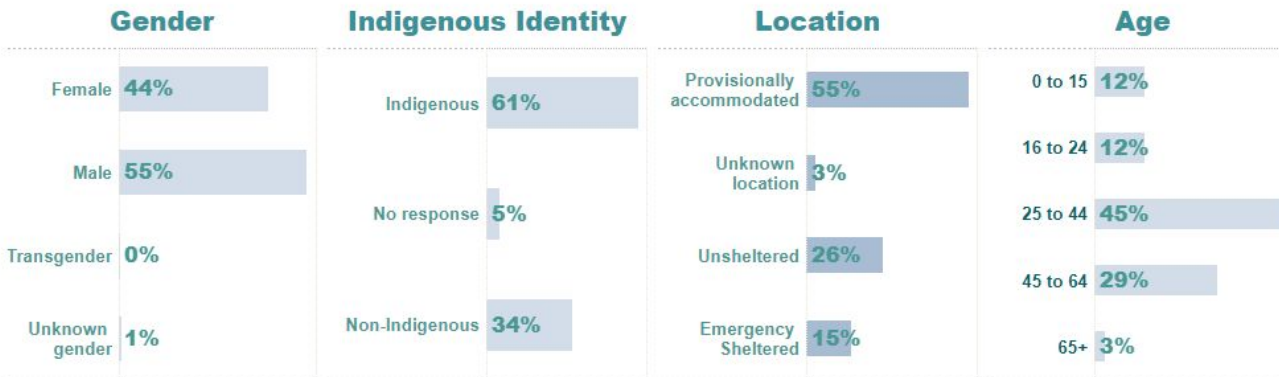 Gender
Female 44%
Male 55%
Transgender 0%
Unknown
gender 1%
Indigenous Identity
Indigenous 61%
No response 5%
Non-Indigenous 34%
Location
Provisionally
accommodated 55%
Unknown
location 3%
Unsheltered 26%
Emergency
Sheltered 15%
Age
0 to 15 12%
16 to 24 12%
25 to 44 45%
45 to 64 29%
65+ 3%